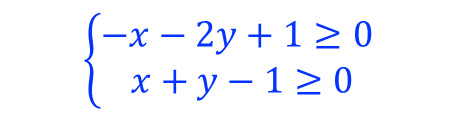 −x − 2y + 1 ≥ 0
x + y − 1 ≥ 0